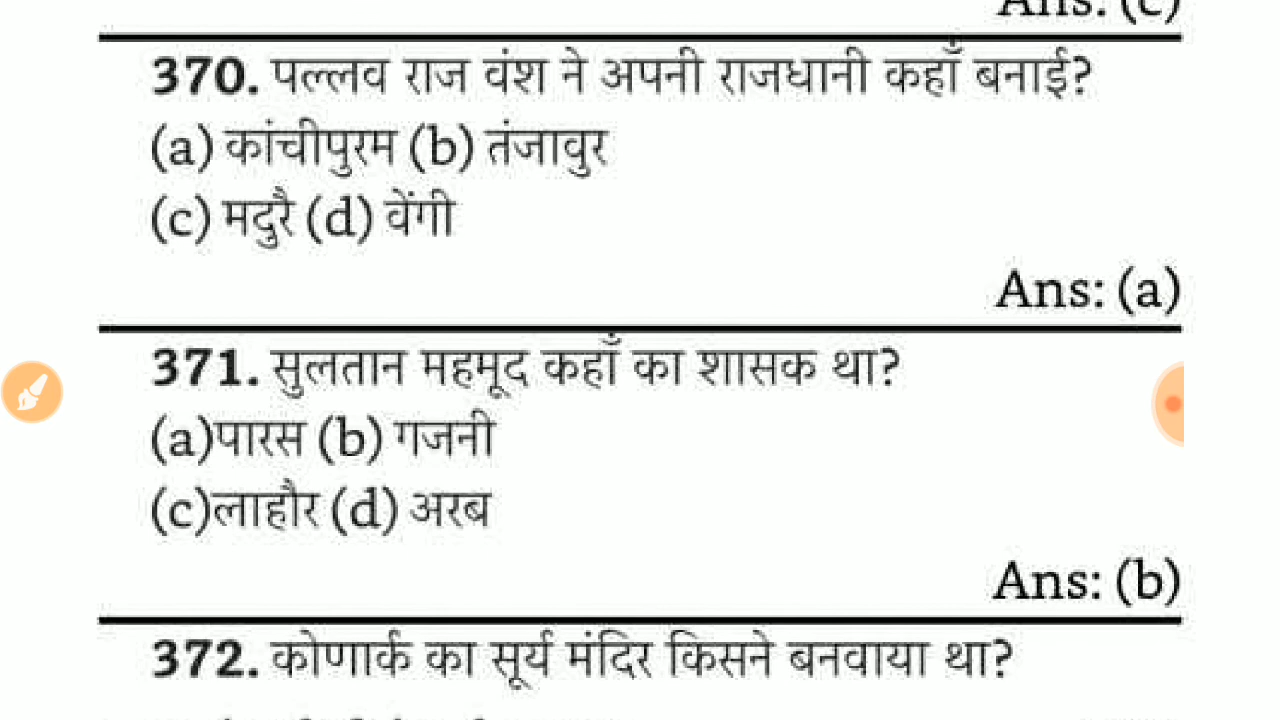 Ans: (c)
370. पल्लव राज वंश ने अपनी राजधानी कहाँ बनाई?
(a) कांचीपुरम (b) तंजावुर
(c) मदुरै (d) वेंगी
Ans: (a)
371. सुलतान महमूद कहाँ का शासक था?
(a)पारस (b) गजनी
(c)लाहौर (d) अरब
Ans: (b)
372. कोणार्क का सूर्य मंदिर किसने बनवाया था?